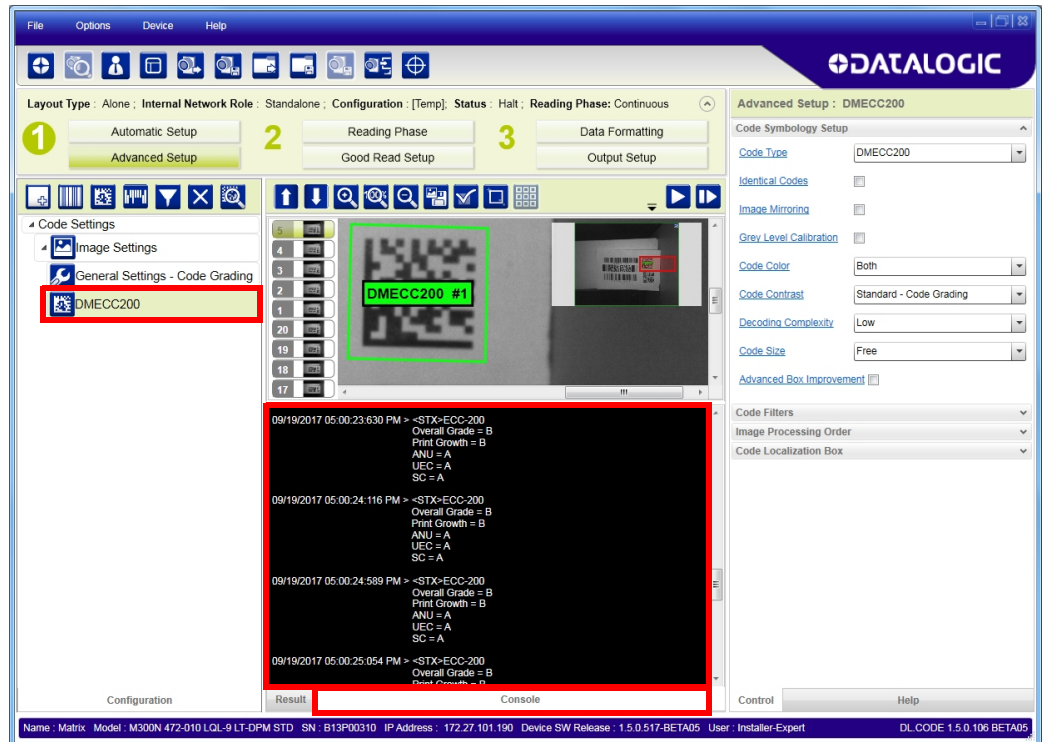 File Options Device Help
DATALOGIC
Layout Type : Alone ; Internal Network Role : Standalone ; Configuration : [Temp]; Status : Halt ; Reading Phase: Continuous
1 Automatic Setup 2 Reading Phase 3 Data Formatting
Advanced Setup Good Read Setup Output Setup
Code Settings
Image Settings
General Settings - Code Grading
DMECC200
5
4
3
2
1
20
19
18
17
DMECC200 #1
09/19/2017 05:00:23:630 PM > <STX>ECC-200
Overall Grade = B
Print Growth = B
ANU = A
UEC = A
SC = A
09/19/2017 05:00:24:116 PM > <STX>ECC-200
Overall Grade = B
Print Growth = B
ANU = A
UEC = A
SC = A
09/19/2017 05:00:24:589 PM > <STX>ECC-200
Overall Grade = B
Print Growth = B
ANU = A
UEC = A
SC = A
09/19/2017 05:00:25:054 PM > <STX>ECC-200
Overall Grade = B
Print Growth = B
Advanced Setup : DMECC200
Code Symbology Setup
Code Type DMECC200
Identical Codes
Image Mirroring
Grey Level Calibration
Code Color Both
Code Contrast Standard - Code Grading
Decoding Complexity Low
Code Size Free
Advanced Box Improvement
Code Filters
Image Processing Order
Code Localization Box
Configuration Result Console Control Help
Name : Matrix Model : M300N 472-010 LQL-9 LT-DPM STD SN : B13P00310 IP Address : 172.27.101.190 Device SW Release : 1.5.0.517-BETA05 User : Installer-Expert DL.CODE 1.5.0.106 BETA05